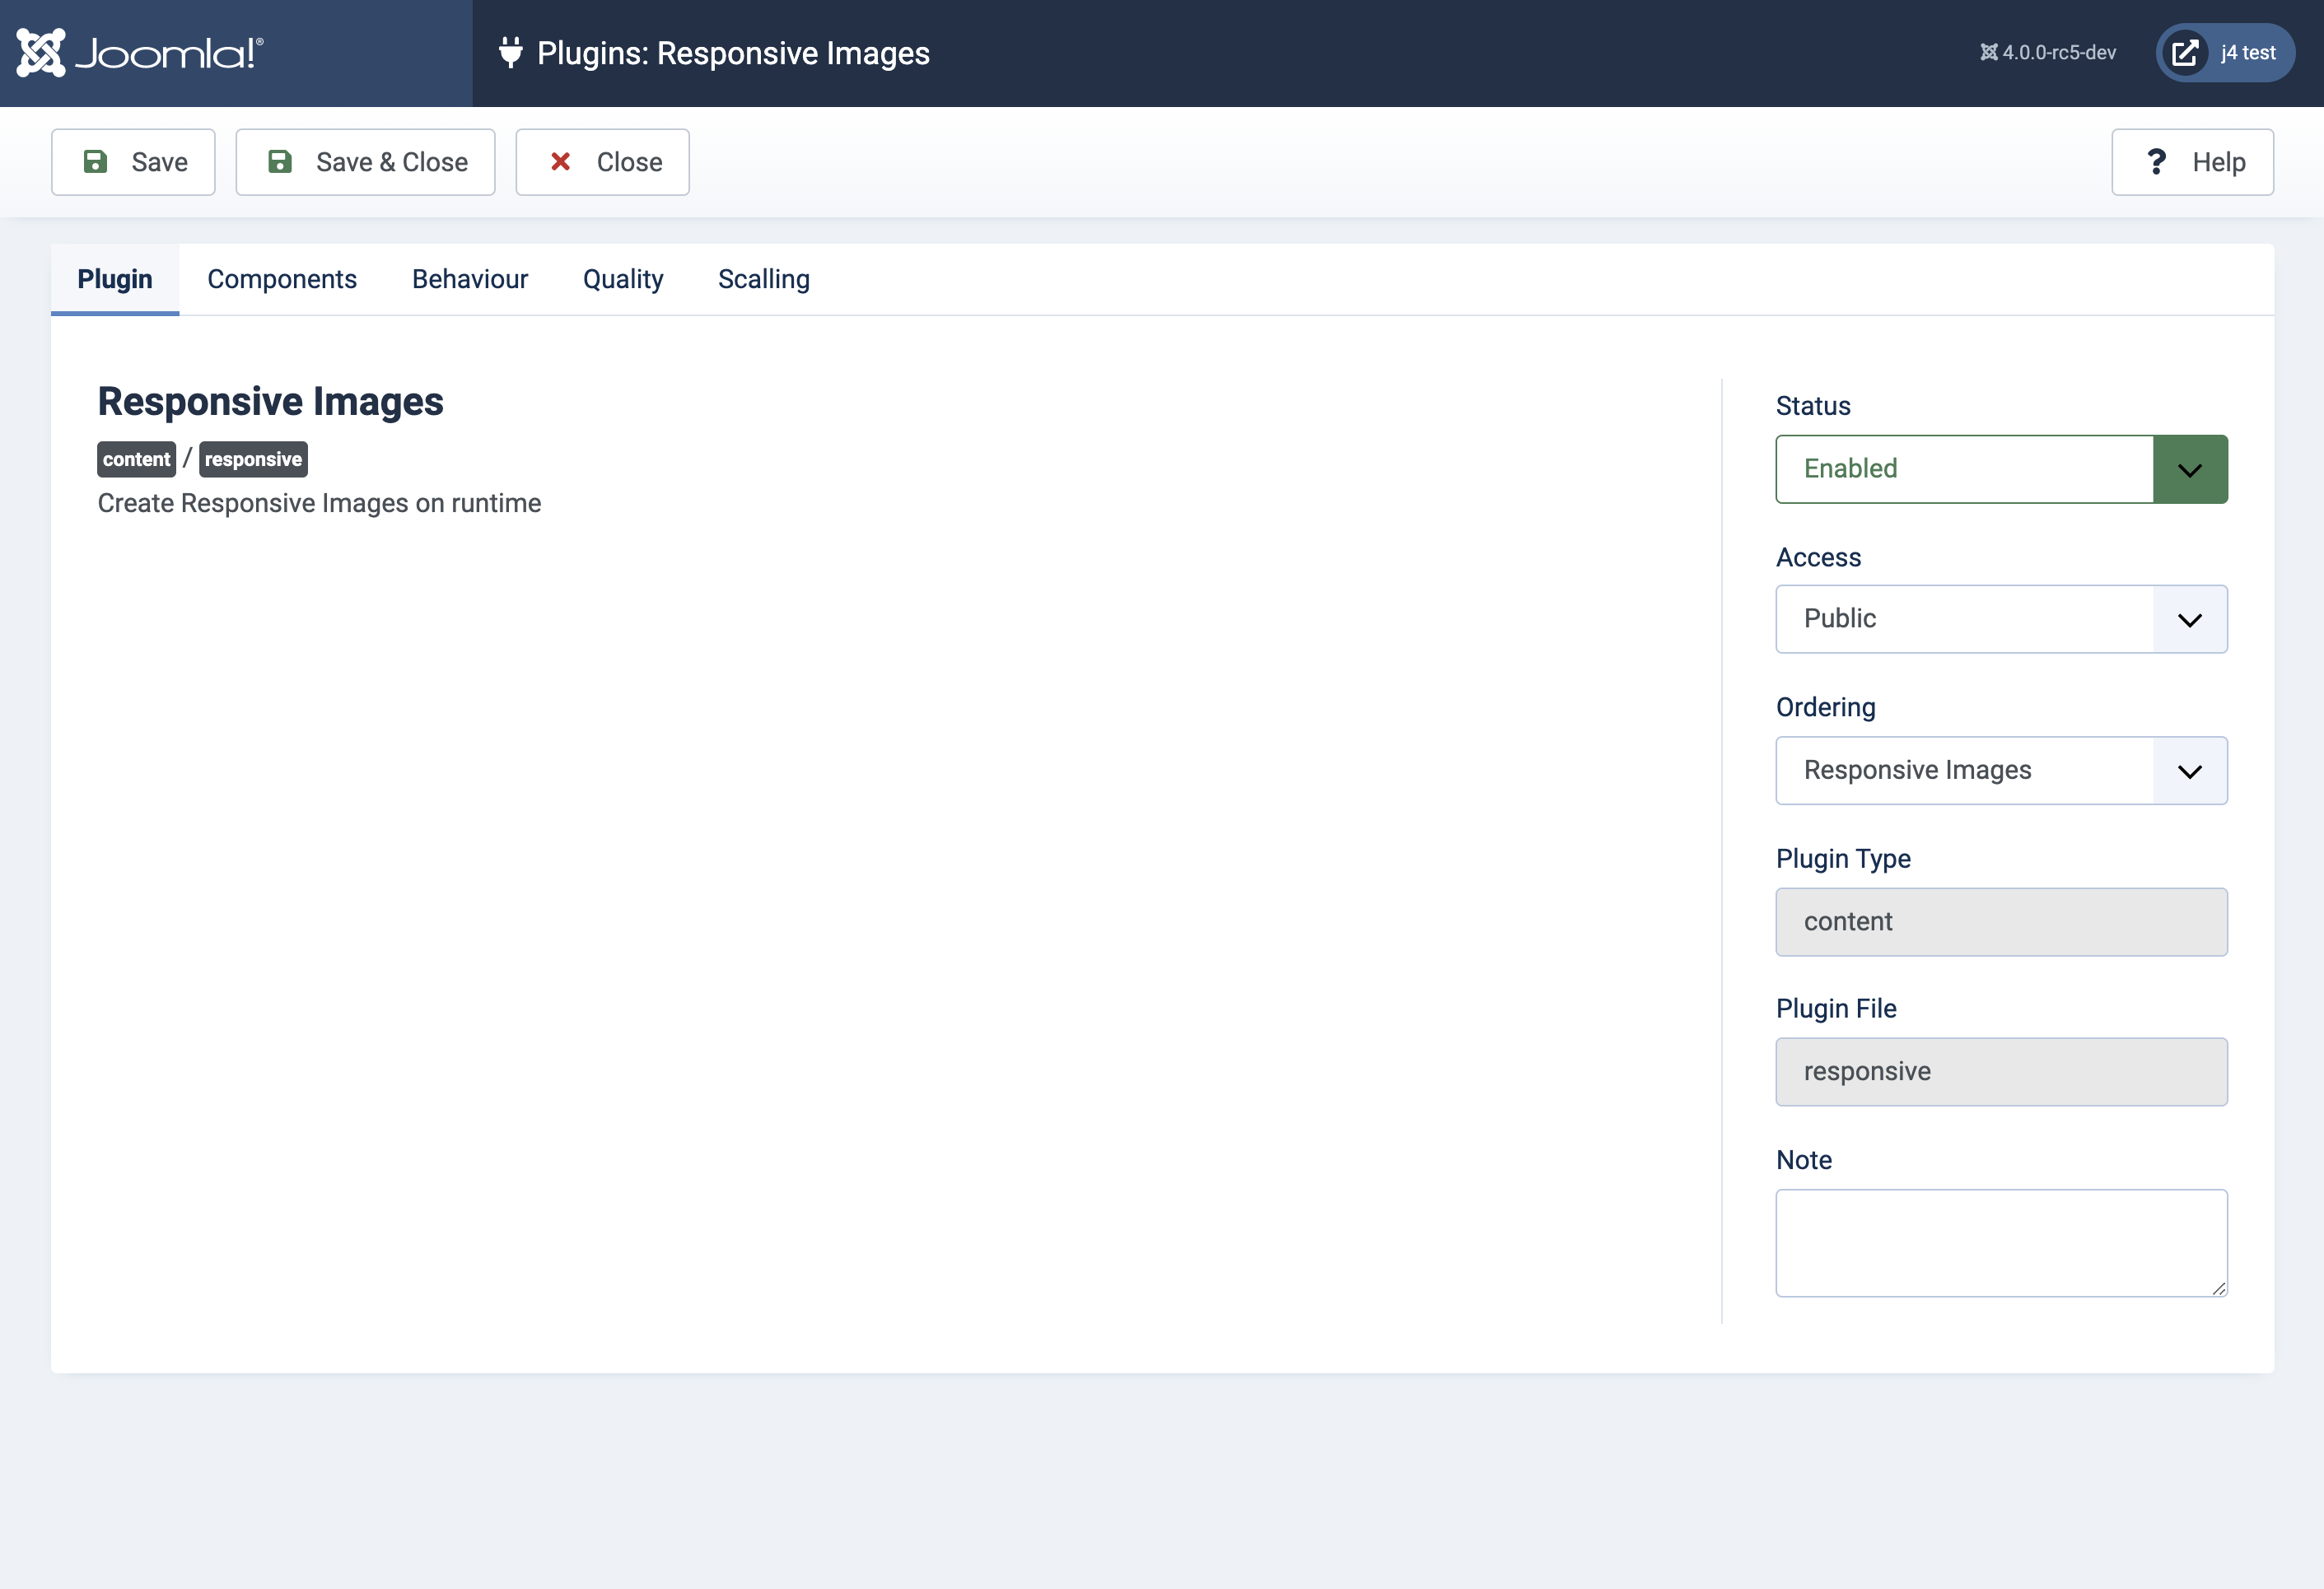 Joomla!®
Plugins: Responsive Images
4.0.0-rc5-dev
j4 test
Save
Save & Close
Close
? Help
Plugin
Components
Behaviour
Quality
Scalling
Responsive Images
content / responsive
Create Responsive Images on runtime
Status
Enabled
Access
Public
Ordering
Responsive Images
Plugin Type
content
Plugin File
responsive
Note